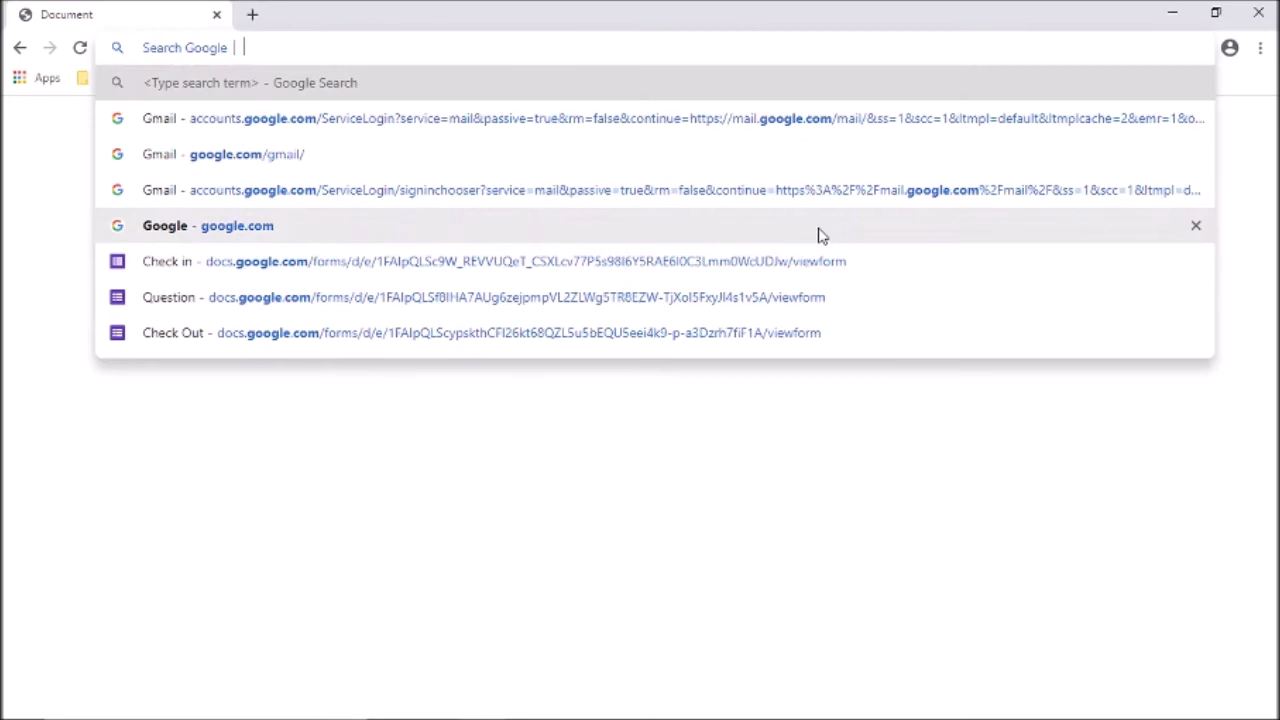 Document
Search Google |
Apps
<Type search term> - Google Search
Gmail - accounts.google.com/ServiceLogin?service=mail&passive=true&rm=false&continue=https://mail.google.com/mail/&ss=1&scc=1&ltmpl=default&ltmplcache=2&emr=1&o...
Gmail - google.com/gmail/
Gmail - accounts.google.com/ServiceLogin/signinchooser?service=mail&passive=true&rm=false&continue=https%3A%2F%2Fmail.google.com%2Fmail%2F&ss=1&scc=1&ltmpl=d...
Google - google.com
Check in - docs.google.com/forms/d/e/
Question - docs.google.com/forms/d/e/
Check Out - docs.google.com/forms/d/e/